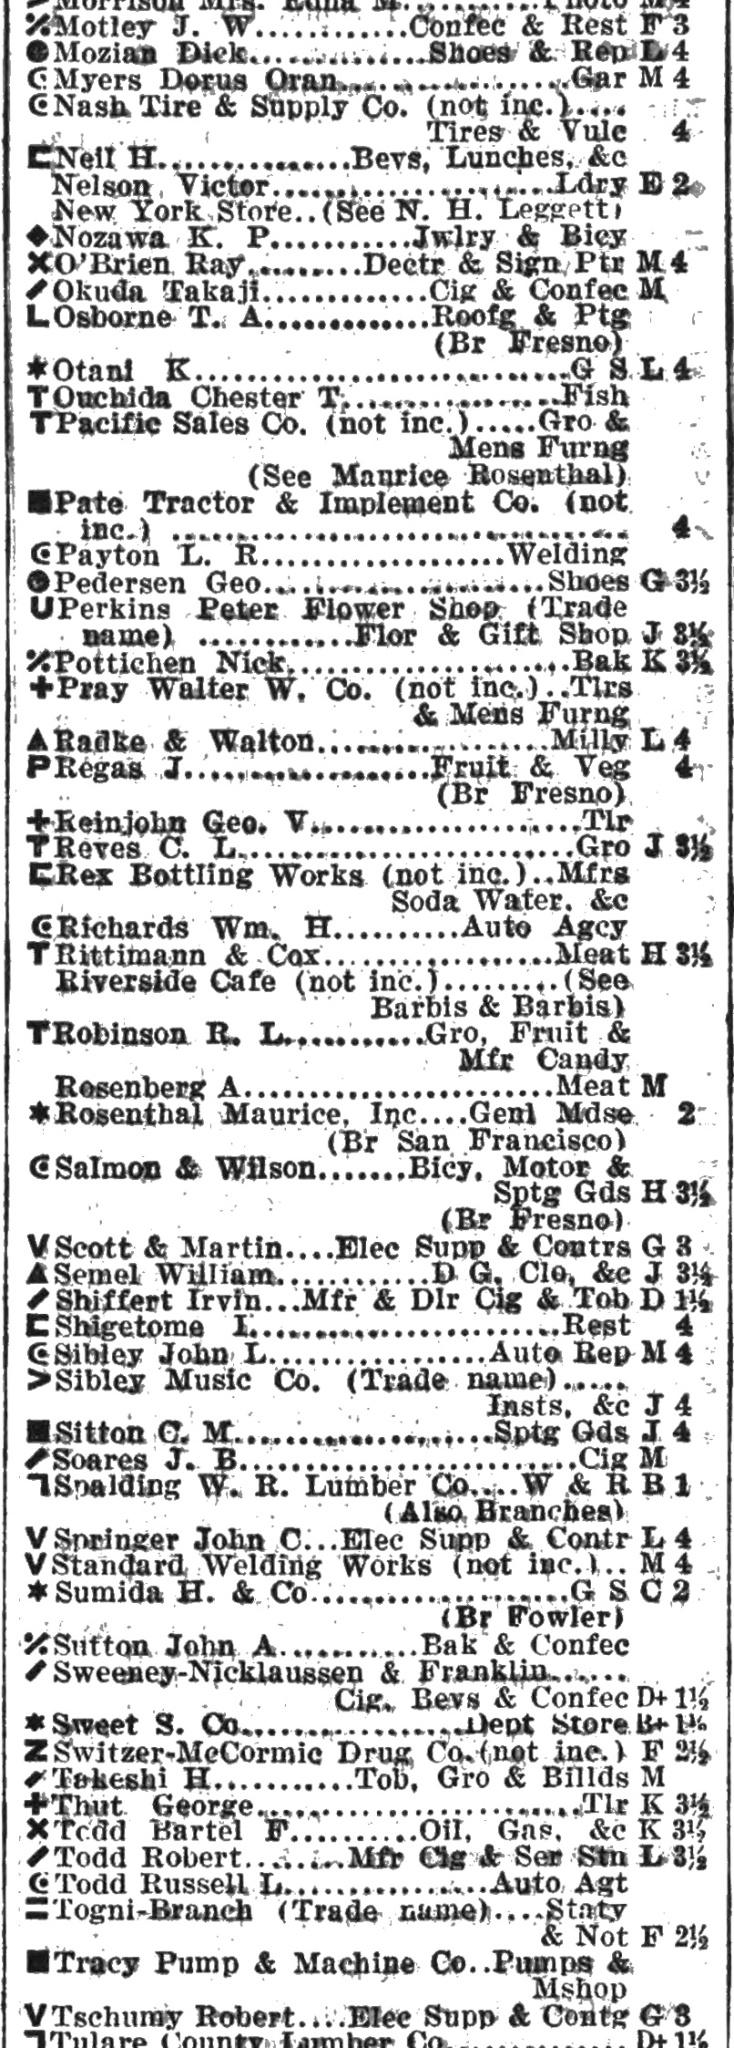 Morrison Mrs. Edna M..........Photo M 4
٪Motley J. W............Confec & Rest F 3
●Mozian Dick..............Shoes & Rep L 4
Myers Dorus Oran..................Gar M 4
Nash Tire & Supply Co. (not inc.)....
Tires & Vulc 4
Neil H...............Bevs, Lunches, &c
Nelson Victor......................Ldry E 2
New York Store..(See N. H. Leggett)
◆Nozawa K. P..........Jwlry & Bicy
XO'Brien Ray.........Dectr & Sign Ptr M 4
Okuda Takaji.............Cig & Confec M
LOsborne T. A.............Roofg & Ptg
(Br Fresno)
*Otani K..............................G S L 4
TOuchida Chester T.................Fish
TPacific Sales Co. (not inc.).....Gro &
Mens Furng
(See Maurice Rosenthal)
■Pate Tractor & Implement Co. (not
inc.) .................................... 4
Payton L. R....................Welding
●Pedersen Geo.......................Shoes G 3½
UPerkins Peter Flower Shop (Trade
name) ............Flor & Gift Shop J 3½
٪Pottichen Nick......................Bak K 3½
+Pray Walter W. Co. (not inc.)..Tlrs
& Mens Furng
▲Radke & Walton...................Milly L 4
PRegas J....................Fruit & Veg 4
(Br Fresno)
+Reinjohn Geo. V......................Tlr
TReves C. L...........................Gro J 3½
Rex Bottling Works (not inc.)..Mfrs
Soda Water, &c
Richards Wm. H..........Auto Agcy
TRittimann & Cox...................Meat H 3½
Riverside Cafe (not inc.).........(See
Barbis & Barbis)
TRobinson R. L...........Gro, Fruit &
Mfr Candy
Rosenberg A.........................Meat M
*Rosenthal Maurice, Inc....Genl Mdse 2
(Br San Francisco)
Salmon & Wilson.......Bicy, Motor &
Sptg Gds H 3½
(Br Fresno)
VScott & Martin....Elec Supp & Contrs G 3
▲Semel William............D G, Clo, &c J 3½
Shiffert Irvin...Mfr & Dlr Cig & Tob D 1½
Shigetome I.........................Rest 4
Sibley John L.................Auto Rep M 4
>Sibley Music Co. (Trade name).....
Insts, &c J 4
■Sitton C. M....................Sptg Gds J 4
Soares J. B...........................Cig M
Spalding W. R. Lumber Co....W & R B 1
(Also Branches)
VSpringer John C...Elec Supp & Contr L 4
VStandard Welding Works (not inc.).. M 4
*Sumida H. & Co.....................G S C 2
(Br Fowler)
٪Sutton John A...........Bak & Confec
Sweeney-Nicklaussen & Franklin......
Cig, Bevs & Confec D+ 1½
*Sweet S. Co..................Dept Store B+ 1½
ZSwitzer-McCormic Drug Co.(not inc.) F 2½
Takeshi H...........Tob, Gro & Billds M
+Thut George..........................Tlr K 3½
XTodd Bartel F..........Oil, Gas, &c K 3½
Todd Robert........Mfr Cig & Ser Stn L 3½
Todd Russell L................Auto Agt
=Togni-Branch (Trade name)....Staty
& Not F 2½
■Tracy Pump & Machine Co..Pumps &
Mshop
VTschumy Robert....Elec Supp & Contg G 3
Tulare County Lumber Co.............. D+ 1½